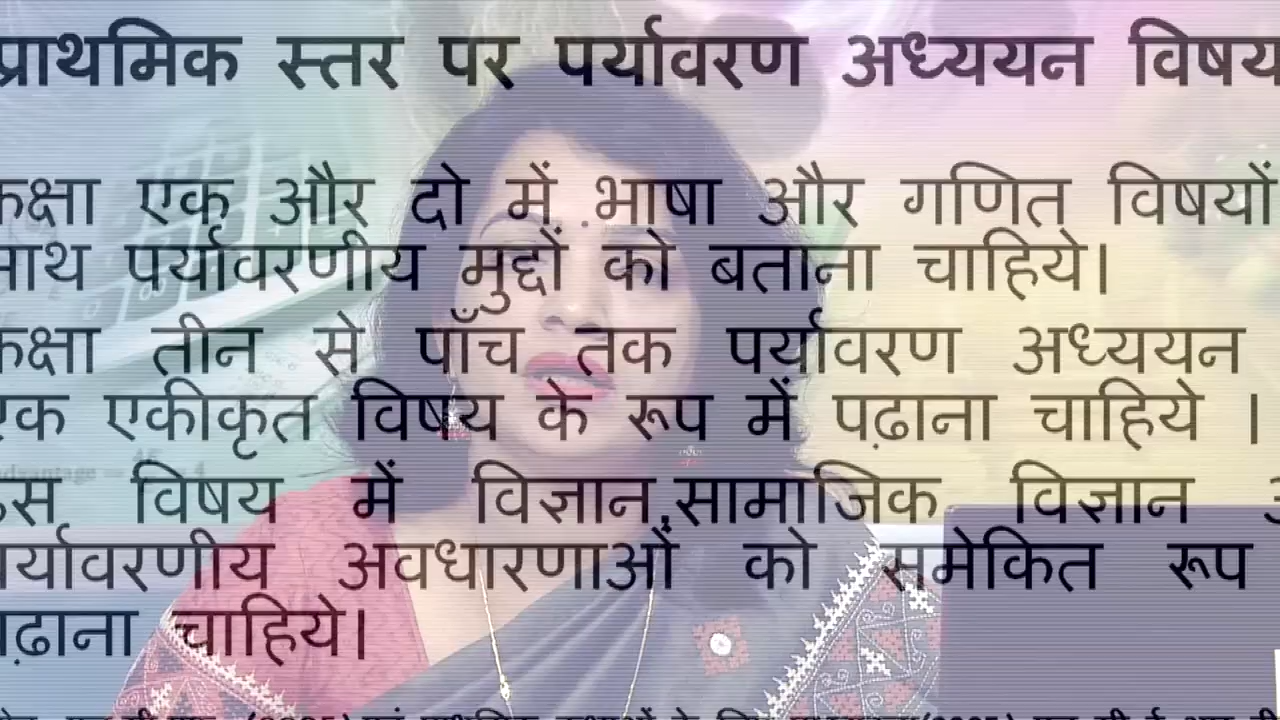 प्राथमिक स्तर पर पर्यावरण अध्ययन विषय
कक्षा एक और दो में भाषा और गणित विषयों
साथ पर्यावरणीय मुद्दों को बताना चाहिये।
कक्षा तीन से पाँच तक पर्यावरण अध्ययन
एक एकीकृत विषय के रूप में पढ़ाना चाहिये ।
इस विषय में विज्ञान,सामाजिक विज्ञान
पर्यावरणीय अवधारणाओं को समेकित रूप
पढ़ाना चाहिये।